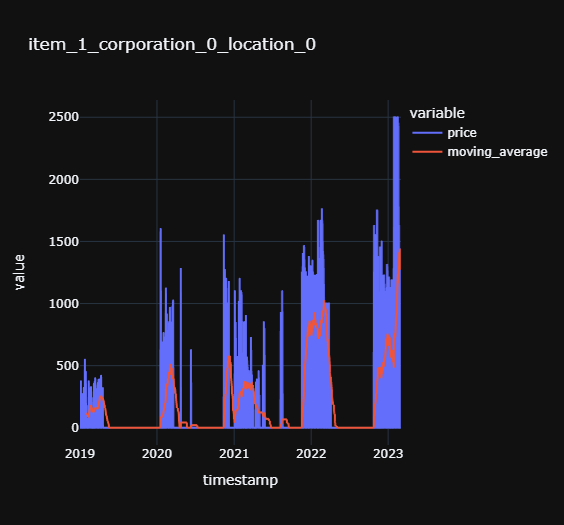 item_1_corporation_0_location_0
variable
price
moving_average
value
2500
2000
1500
1000
500
0
2019
2020
2021
2022
2023
timestamp